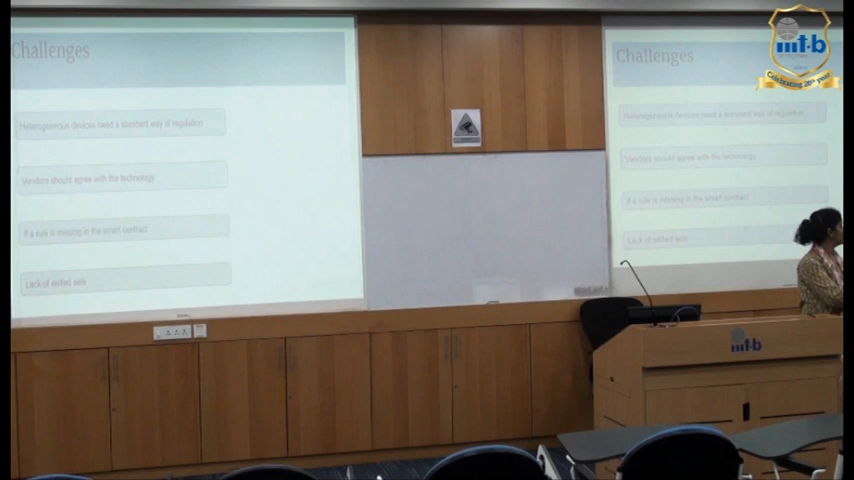 Challenges
Heterogeneous devices need a standard way of regulation
Vendors should agree with the technology
If a rule is missing in the smart contract
Lack of skilled sets
Challenges
Heterogeneous devices need a standard way of regulation
Vendors should agree with the technology
If a rule is missing in the smart contract
Lack of skilled sets
iiit-b
Celebrating 20th year
iiit-b